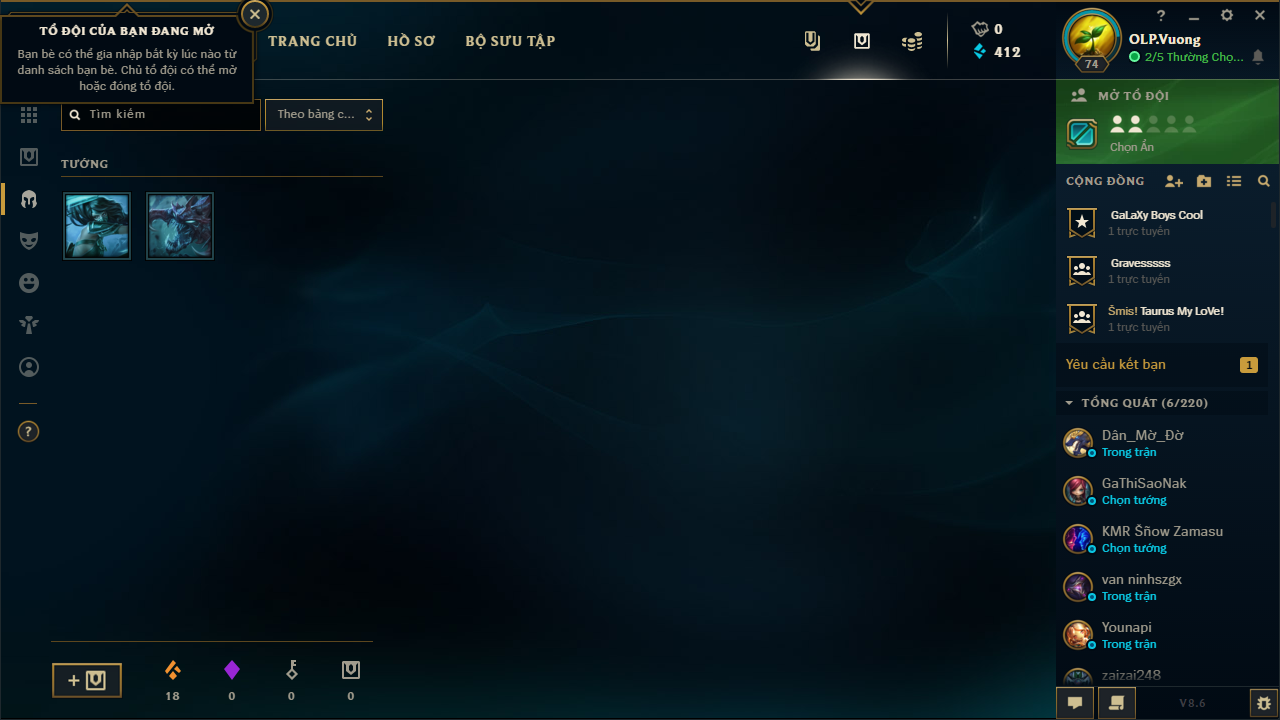 TỔ ĐỘI CỦA BẠN ĐANG MỞ
Bạn bè có thể gia nhập bất kỳ lúc nào từ
danh sách bạn bè. Chủ tổ đội có thể mở
hoặc đóng tổ đội.
TRANG CHỦ
HỒ SƠ
BỘ SƯU TẬP
0
412
?
74
OLP.Vuong
2/5 Thường Chọ...
MỞ TỔ ĐỘI
Chọn Ẩn
Tìm kiếm
Theo bảng c...
TƯỚNG
?
18
0
0
0
CỘNG ĐỒNG
GaLaXy Boys Cool
1 trực tuyến
Gravesssss
1 trực tuyến
Šmis! Taurus My LoVe!
1 trực tuyến
Yêu cầu kết bạn
1
TỔNG QUÁT (6/220)
Dân_Mờ_Đờ
Trong trận
GaThiSaoNak
Chọn tướng
KMR Šñow Zamasu
Chọn tướng
van ninhszgx
Trong trận
Younapi
Trong trận
zaizai248
V8.6